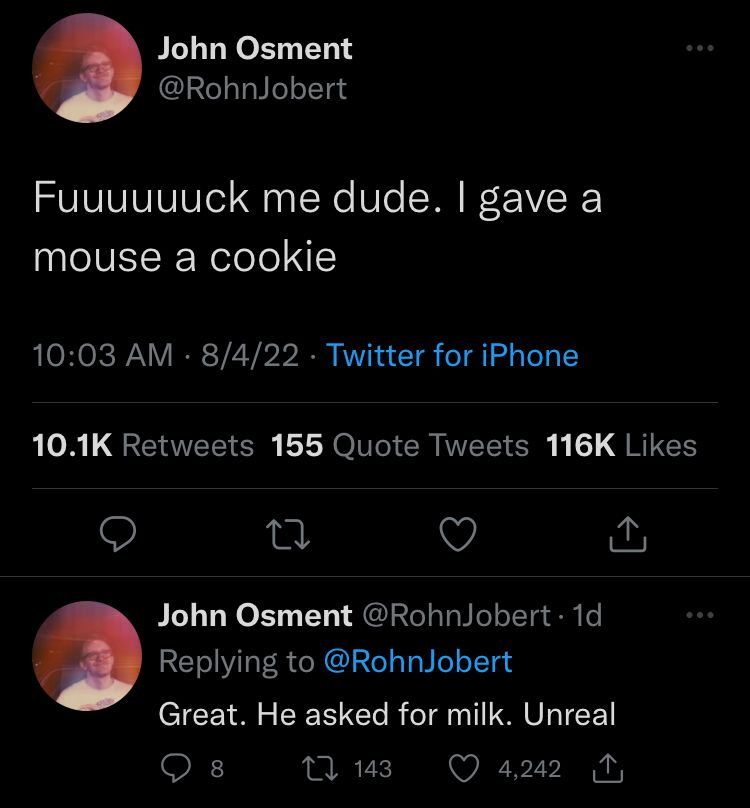 John Osment
@RohnJobert
Fuuuuuuck me dude. I gave a
mouse a cookie
10:03 AM · 8/4/22 · Twitter for iPhone
10.1K Retweets 155 Quote Tweets 116K Likes
John Osment @RohnJobert · 1d
Replying to @RohnJobert
Great. He asked for milk. Unreal
8 143 4,242